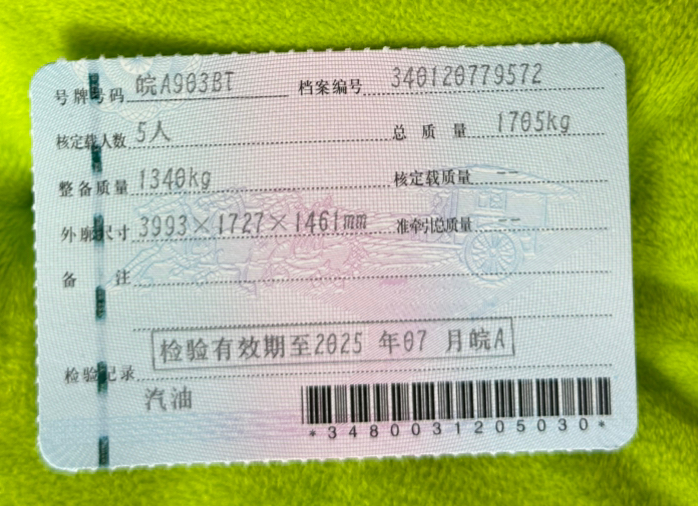 号牌号码 皖A903BT 档案编号 340120779572
核定载人数 5人 总质量 1705kg
整备质量 1340kg 核定载质量 --
外廓尺寸 3993×1727×1461mm 准牵引总质量 --
备注
检验有效期至2025 年07 月皖A
检验记录
汽油
*3480031205030*